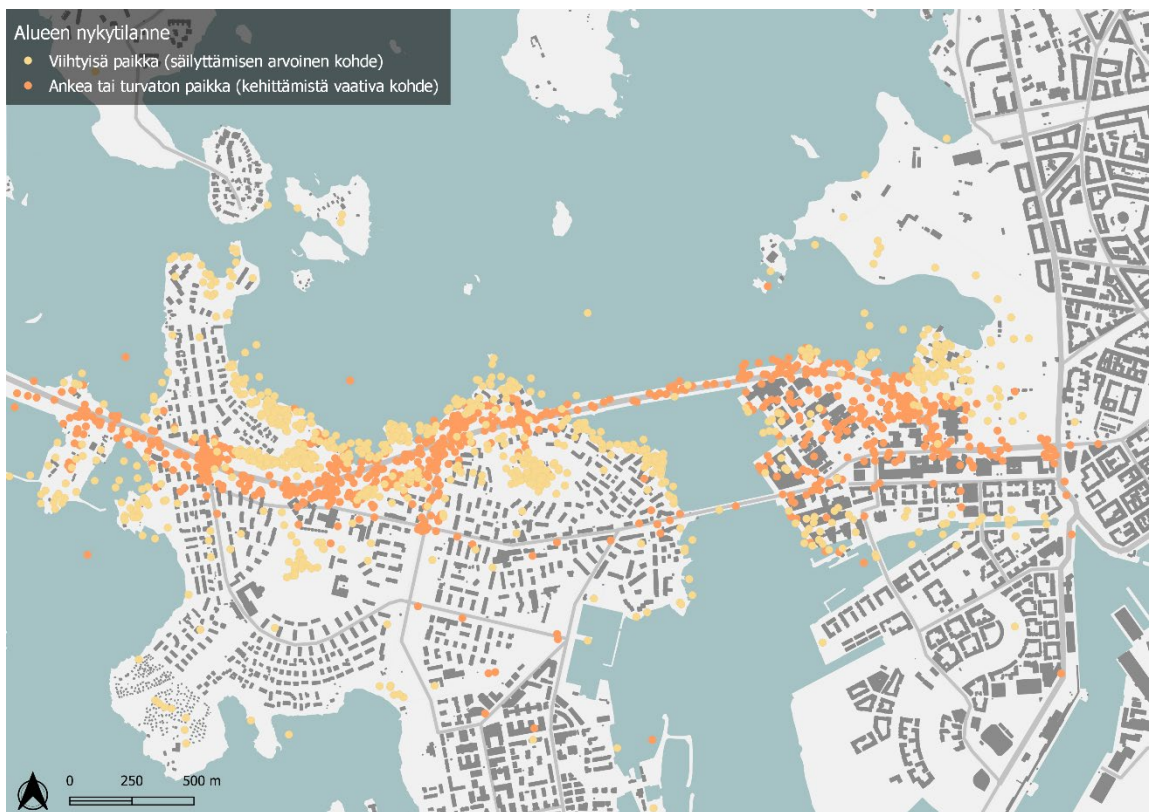 Alueen nykytilanne
Viihtyisä paikka (säilyttämisen arvoinen kohde)
Ankea tai turvaton paikka (kehittämistä vaativa kohde)
0 250 500 m